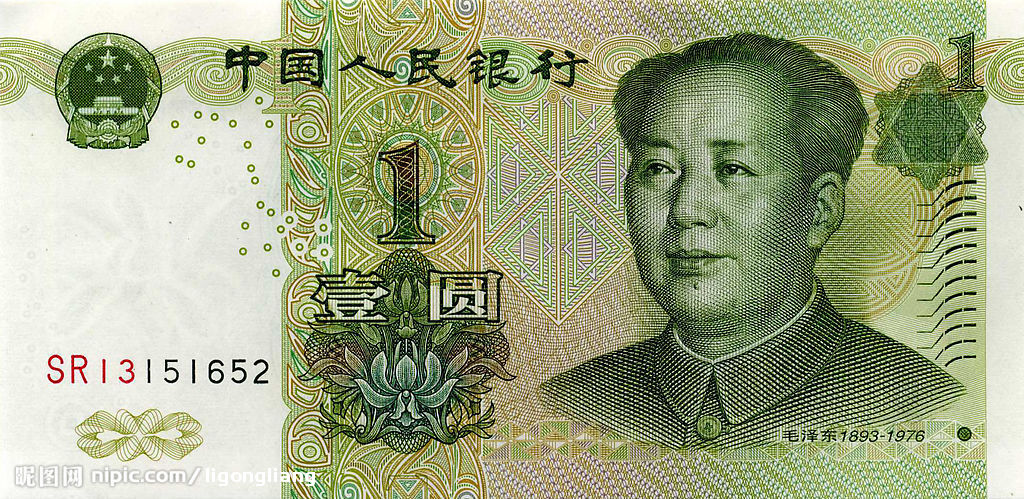 中国人民银行
1
1
壹圆
SR13151652
毛泽东1893-1976
昵图网 nipic.com/ligongliang